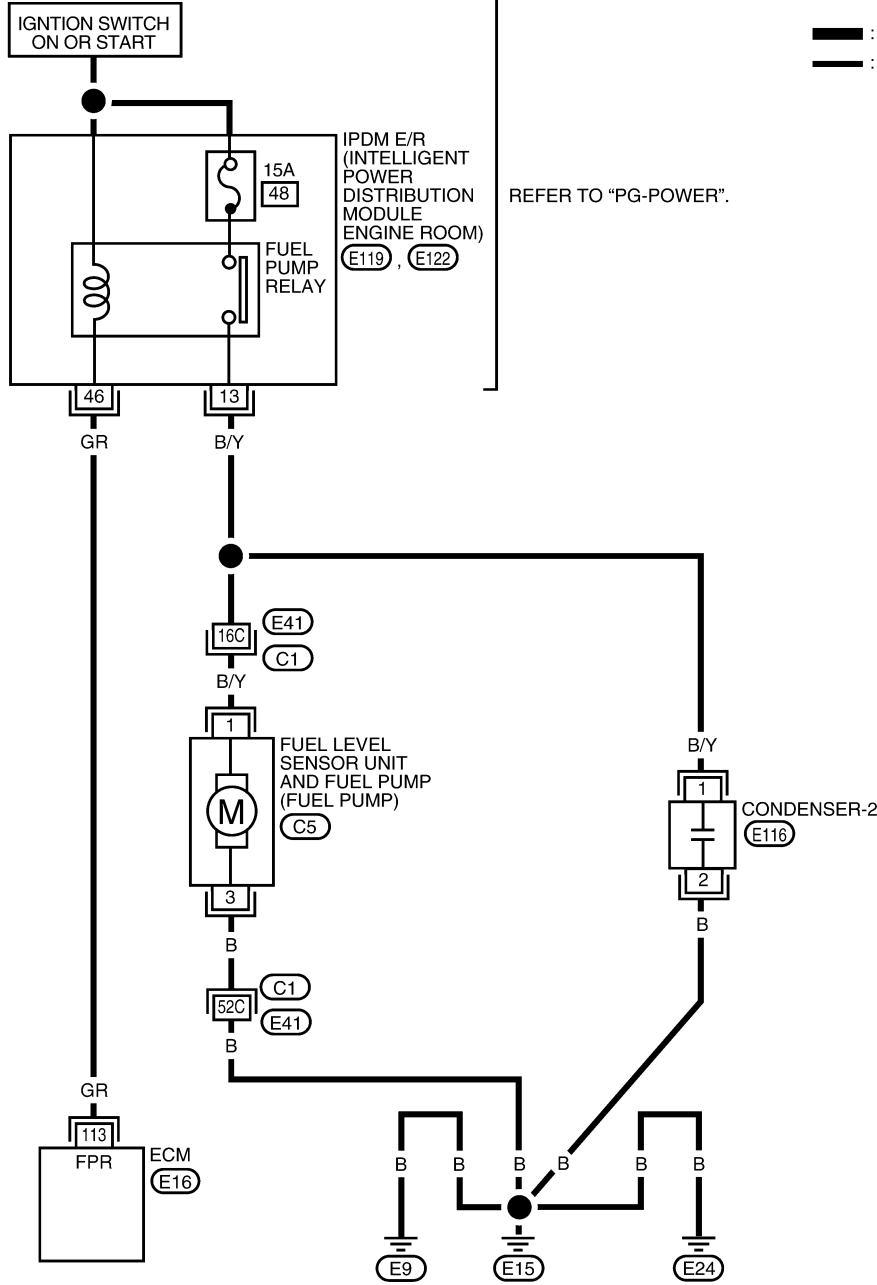 IGNTION SWITCH
ON OR START
:
:
IPDM E/R
(INTELLIGENT
POWER
DISTRIBUTION
MODULE
ENGINE ROOM)
E119 , E122
REFER TO “PG-POWER”.
15A
48
FUEL
PUMP
RELAY
46
13
GR
B/Y
E41
16C
C1
B/Y
1
FUEL LEVEL
SENSOR UNIT
AND FUEL PUMP
(FUEL PUMP)
C5
M
3
B
C1
52C
E41
B
B/Y
1
CONDENSER-2
E116
2
B
GR
113
FPR
ECM
E16
B B B B B B
E9 E15 E24